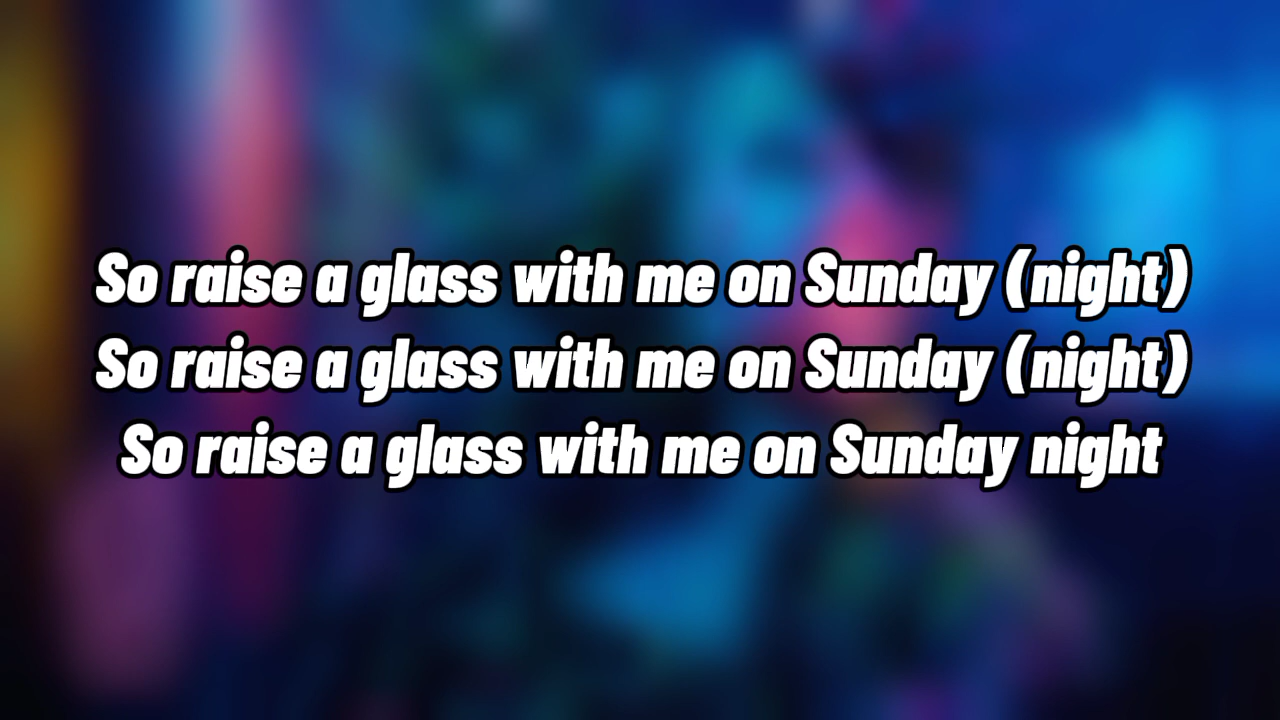 So raise a glass with me on Sunday (night)
So raise a glass with me on Sunday (night)
So raise a glass with me on Sunday night